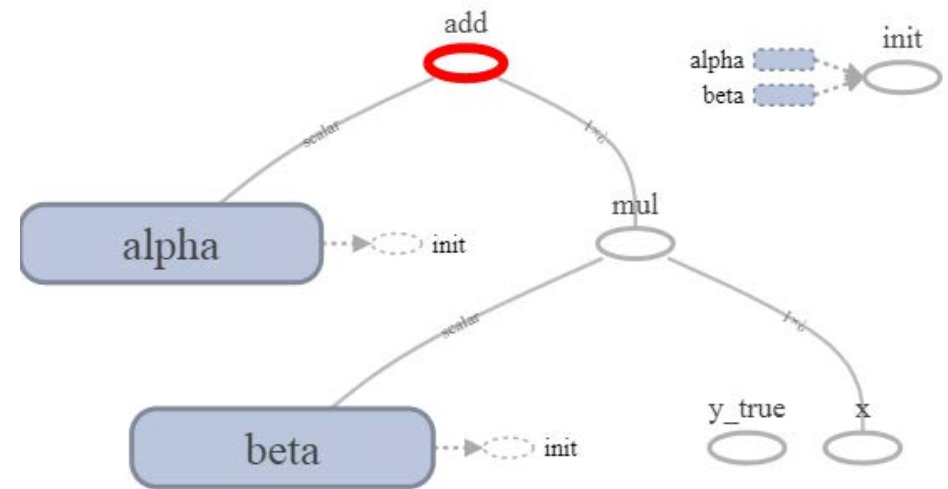 add
init
alpha
beta
scalar
mul
alpha
init
scalar
y_true
x
beta
init